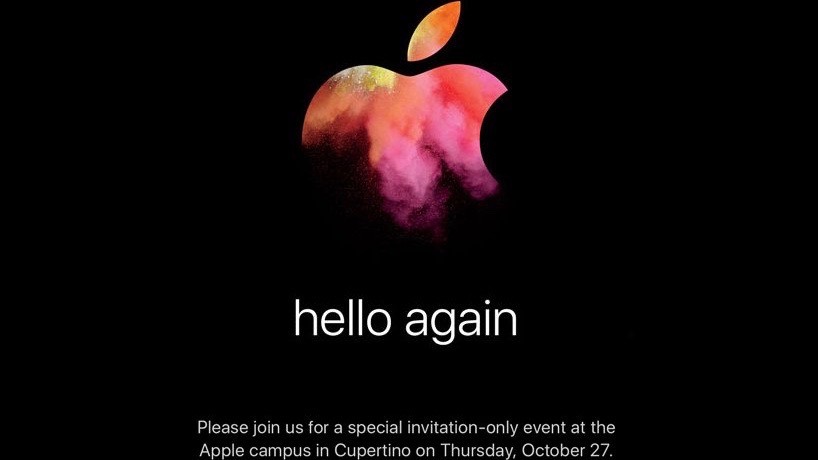 hello again
Please join us for a special invitation-only event at the
Apple campus in Cupertino on Thursday, October 27.